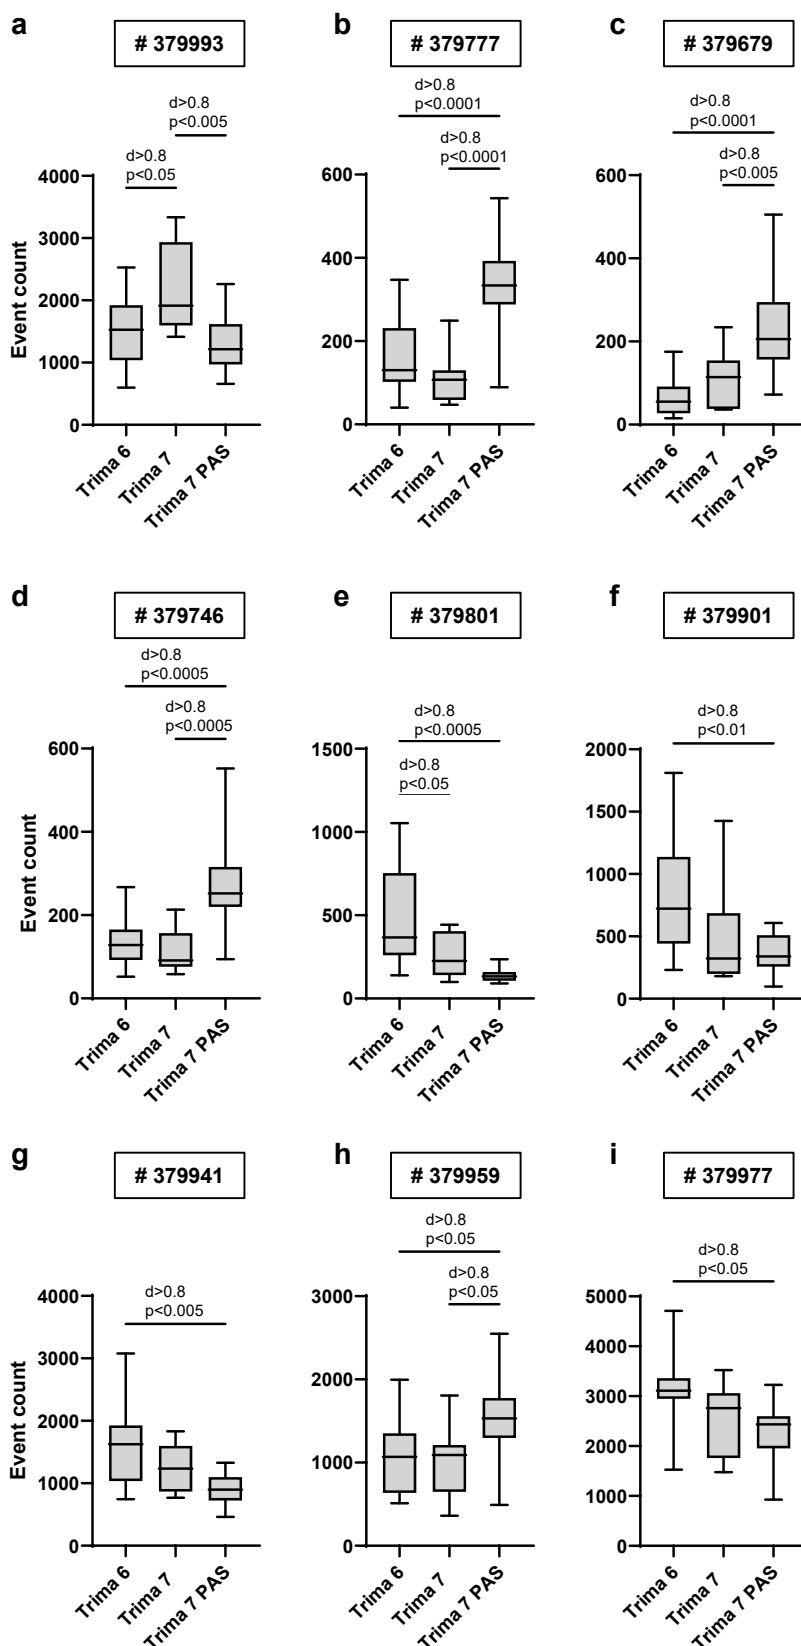 a
# 379993
d>0.8
p<0.005
d>0.8
p<0.05
4000
3000
2000
1000
0
Event count
Trima 6
Trima 7
Trima 7 PAS
b
# 379777
d>0.8
p<0.0001
d>0.8
p<0.0001
600
400
200
0
Trima 6
Trima 7
Trima 7 PAS
c
# 379679
d>0.8
p<0.0001
d>0.8
p<0.005
600
400
200
0
Trima 6
Trima 7
Trima 7 PAS
d
# 379746
d>0.8
p<0.0005
d>0.8
p<0.0005
600
400
200
0
Event count
Trima 6
Trima 7
Trima 7 PAS
e
# 379801
d>0.8
p<0.0005
d>0.8
p<0.05
1500
1000
500
0
Trima 6
Trima 7
Trima 7 PAS
f
# 379901
d>0.8
p<0.01
2000
1500
1000
500
0
Trima 6
Trima 7
Trima 7 PAS
g
# 379941
d>0.8
p<0.005
4000
3000
2000
1000
0
Event count
Trima 6
Trima 7
Trima 7 PAS
h
# 379959
d>0.8
p<0.05
d>0.8
p<0.05
3000
2000
1000
0
Trima 6
Trima 7
Trima 7 PAS
i
# 379977
d>0.8
p<0.05
5000
4000
3000
2000
1000
0
Trima 6
Trima 7
Trima 7 PAS